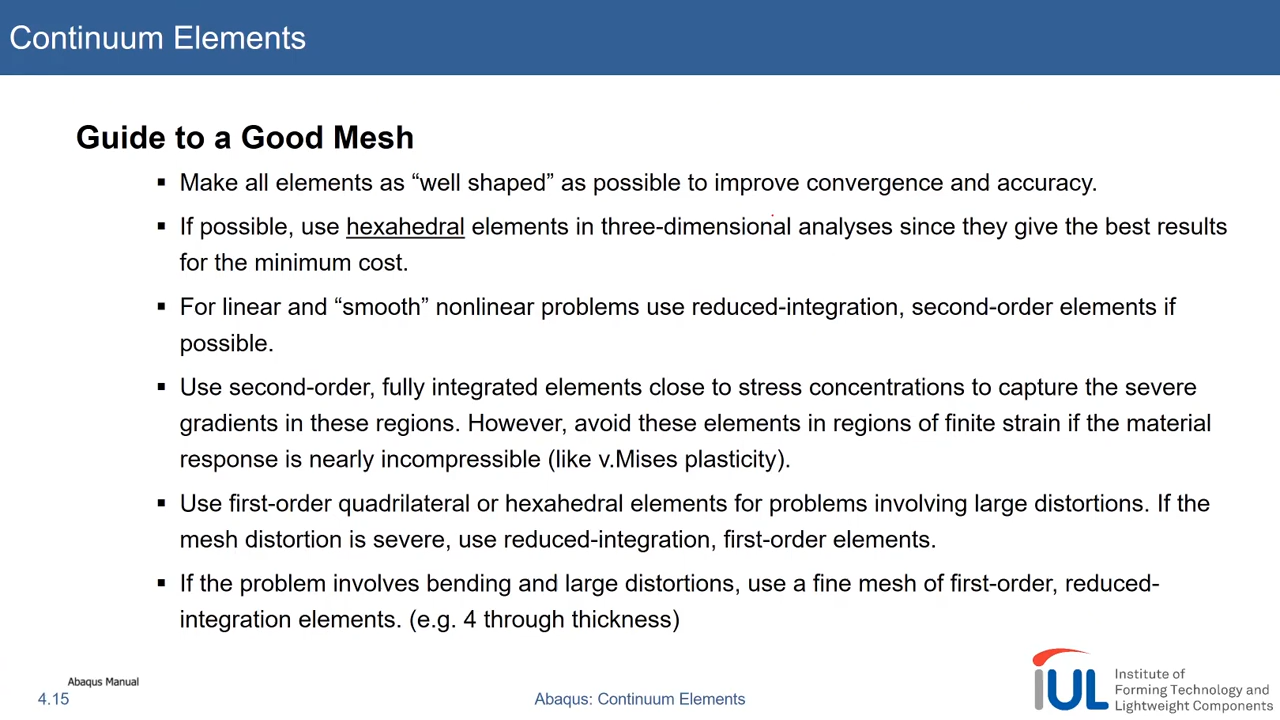 Continuum Elements
Guide to a Good Mesh
▪ Make all elements as “well shaped” as possible to improve convergence and accuracy.
▪ If possible, use hexahedral elements in three-dimensional analyses since they give the best results
for the minimum cost.
▪ For linear and “smooth” nonlinear problems use reduced-integration, second-order elements if
possible.
▪ Use second-order, fully integrated elements close to stress concentrations to capture the severe
gradients in these regions. However, avoid these elements in regions of finite strain if the material
response is nearly incompressible (like v.Mises plasticity).
▪ Use first-order quadrilateral or hexahedral elements for problems involving large distortions. If the
mesh distortion is severe, use reduced-integration, first-order elements.
▪ If the problem involves bending and large distortions, use a fine mesh of first-order, reduced-
integration elements. (e.g. 4 through thickness)
Abaqus Manual
4.15
Abaqus: Continuum Elements
IUL
Institute of
Forming Technology and
Lightweight Components